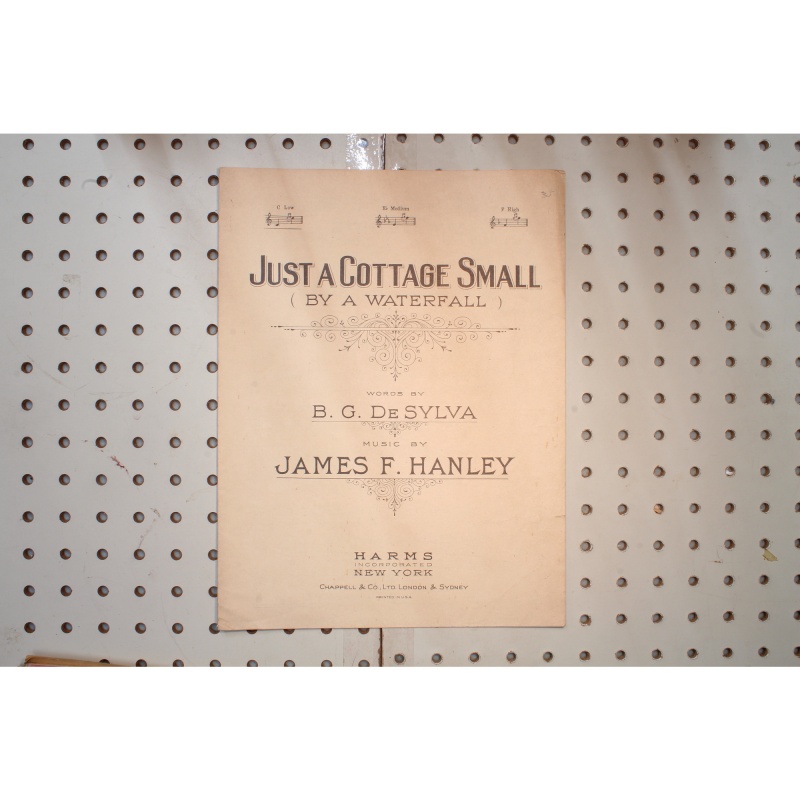 C Low B♭ Medium F High
JUST A COTTAGE SMALL
( BY A WATERFALL )
WORDS BY
B. G. DE SYLVA
MUSIC BY
JAMES F. HANLEY
HARMS
INCORPORATED
NEW YORK
CHAPPELL & CO. LTD. LONDON & SYDNEY